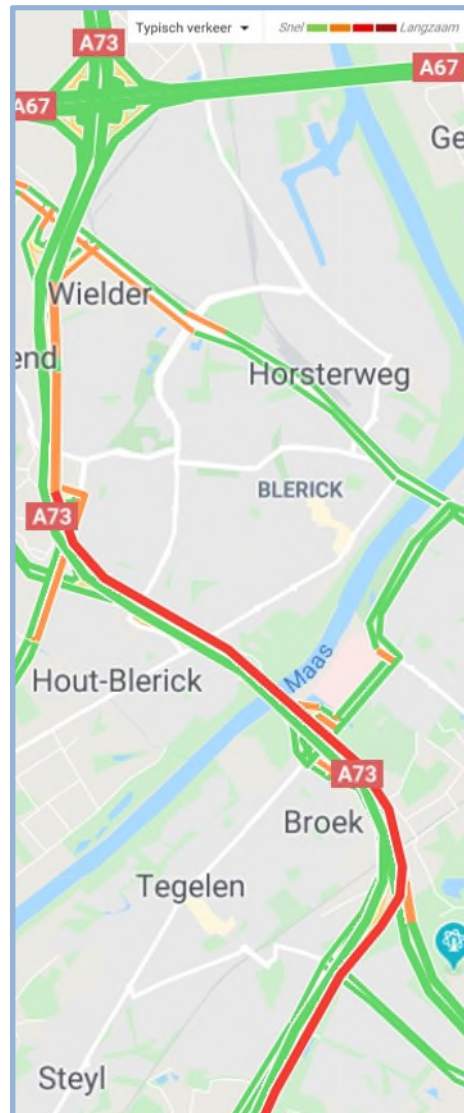 Typisch verkeer
Snel Langzaam
A73
A67
A67
Ge
Wielder
end
Horsterweg
BLERICK
A73
Maas
Hout-Blerick
A73
Broek
Tegelen
Steyl